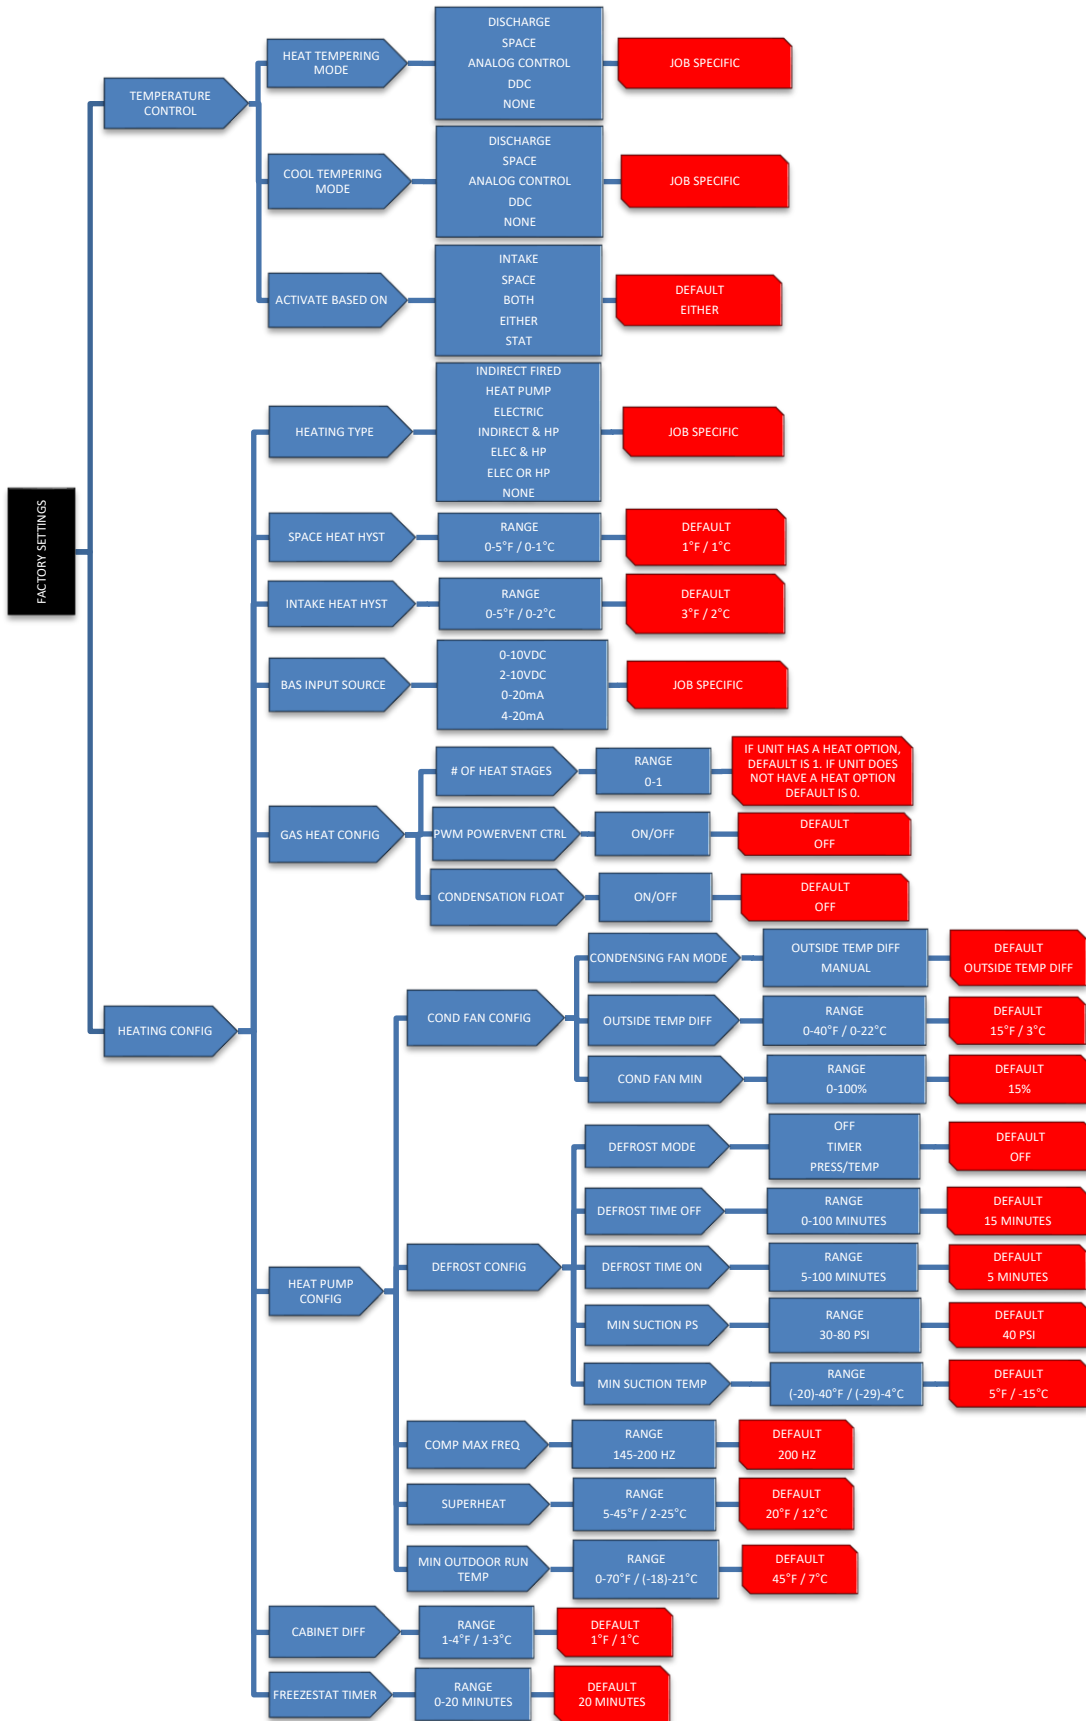 FACTORY SETTINGS
TEMPERATURE
CONTROL
HEAT TEMPERING
MODE
DISCHARGE
SPACE
ANALOG CONTROL
DDC
NONE
JOB SPECIFIC
COOL TEMPERING
MODE
DISCHARGE
SPACE
ANALOG CONTROL
DDC
NONE
JOB SPECIFIC
ACTIVATE BASED ON
INTAKE
SPACE
BOTH
EITHER
STAT
DEFAULT
EITHER
HEATING CONFIG
HEATING TYPE
INDIRECT FIRED
HEAT PUMP
ELECTRIC
INDIRECT & HP
ELEC & HP
ELEC OR HP
NONE
JOB SPECIFIC
SPACE HEAT HYST
RANGE
0-5°F / 0-1°C
DEFAULT
1°F / 1°C
INTAKE HEAT HYST
RANGE
0-5°F / 0-2°C
DEFAULT
3°F / 2°C
BAS INPUT SOURCE
0-10VDC
2-10VDC
0-20mA
4-20mA
JOB SPECIFIC
GAS HEAT CONFIG
# OF HEAT STAGES
RANGE
0-1
IF UNIT HAS A HEAT OPTION,
DEFAULT IS 1. IF UNIT DOES
NOT HAVE A HEAT OPTION
DEFAULT IS 0.
PWM POWERVENT CTRL
ON/OFF
DEFAULT
OFF
CONDENSATION FLOAT
ON/OFF
DEFAULT
OFF
HEAT PUMP
CONFIG
COND FAN CONFIG
CONDENSING FAN MODE
OUTSIDE TEMP DIFF
MANUAL
DEFAULT
OUTSIDE TEMP DIFF
OUTSIDE TEMP DIFF
RANGE
0-40°F / 0-22°C
DEFAULT
15°F / 3°C
COND FAN MIN
RANGE
0-100%
DEFAULT
15%
DEFROST CONFIG
DEFROST MODE
OFF
TIMER
PRESS/TEMP
DEFAULT
OFF
DEFROST TIME OFF
RANGE
0-100 MINUTES
DEFAULT
15 MINUTES
DEFROST TIME ON
RANGE
5-100 MINUTES
DEFAULT
5 MINUTES
MIN SUCTION PS
RANGE
30-80 PSI
DEFAULT
40 PSI
MIN SUCTION TEMP
RANGE
(-20)-40°F / (-29)-4°C
DEFAULT
5°F / -15°C
COMP MAX FREQ
RANGE
145-200 HZ
DEFAULT
200 HZ
SUPERHEAT
RANGE
5-45°F / 2-25°C
DEFAULT
20°F / 12°C
MIN OUTDOOR RUN
TEMP
RANGE
0-70°F / (-18)-21°C
DEFAULT
45°F / 7°C
CABINET DIFF
RANGE
1-4°F / 1-3°C
DEFAULT
1°F / 1°C
FREEZESTAT TIMER
RANGE
0-20 MINUTES
DEFAULT
20 MINUTES